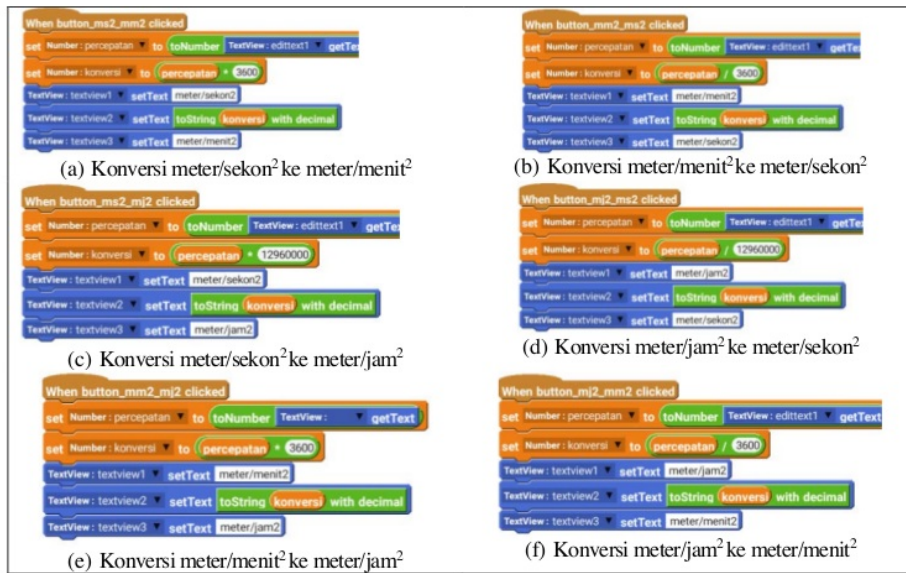 When button_ms2_mm2 clicked
set Number : percepatan to toNumber TextView : edittext1 getText
set Number : konversi to percepatan * 3600
TextView : textview1 setText meter/sekon2
TextView : textview2 setText toString konversi with decimal
TextView : textview3 setText meter/menit2
(a) Konversi meter/sekon² ke meter/menit²
When button_mm2_ms2 clicked
set Number : percepatan to toNumber TextView : edittext1 getText
set Number : konversi to percepatan / 3600
TextView : textview1 setText meter/menit2
TextView : textview2 setText toString konversi with decimal
TextView : textview3 setText meter/sekon2
(b) Konversi meter/menit² ke meter/sekon²
When button_ms2_mj2 clicked
set Number : percepatan to toNumber TextView : edittext1 getTe
set Number : konversi to percepatan * 12960000
TextView : textview1 setText meter/sekon2
TextView : textview2 setText toString konversi with decimal
TextView : textview3 setText meter/jam2
(c) Konversi meter/sekon² ke meter/jam²
When button_mj2_ms2 clicked
set Number : percepatan to toNumber TextView : edittext1 getTe
set Number : konversi to percepatan / 12960000
TextView : textview1 setText meter/jam2
TextView : textview2 setText toString konversi with decimal
TextView : textview3 setText meter/sekon2
(d) Konversi meter/jam² ke meter/sekon²
When button_mm2_mj2 clicked
set Number : percepatan to toNumber TextView : getText
set Number : konversi to percepatan * 3600
TextView : textview1 setText meter/menit2
TextView : textview2 setText toString konversi with decimal
TextView : textview3 setText meter/jam2
(e) Konversi meter/menit² ke meter/jam²
When button_mj2_mm2 clicked
set Number : percepatan to toNumber TextView : edittext1 getText
set Number : konversi to percepatan / 3600
TextView : textview1 setText meter/jam2
TextView : textview2 setText toString konversi with decimal
TextView : textview3 setText meter/menit2
(f) Konversi meter/jam² ke meter/menit²